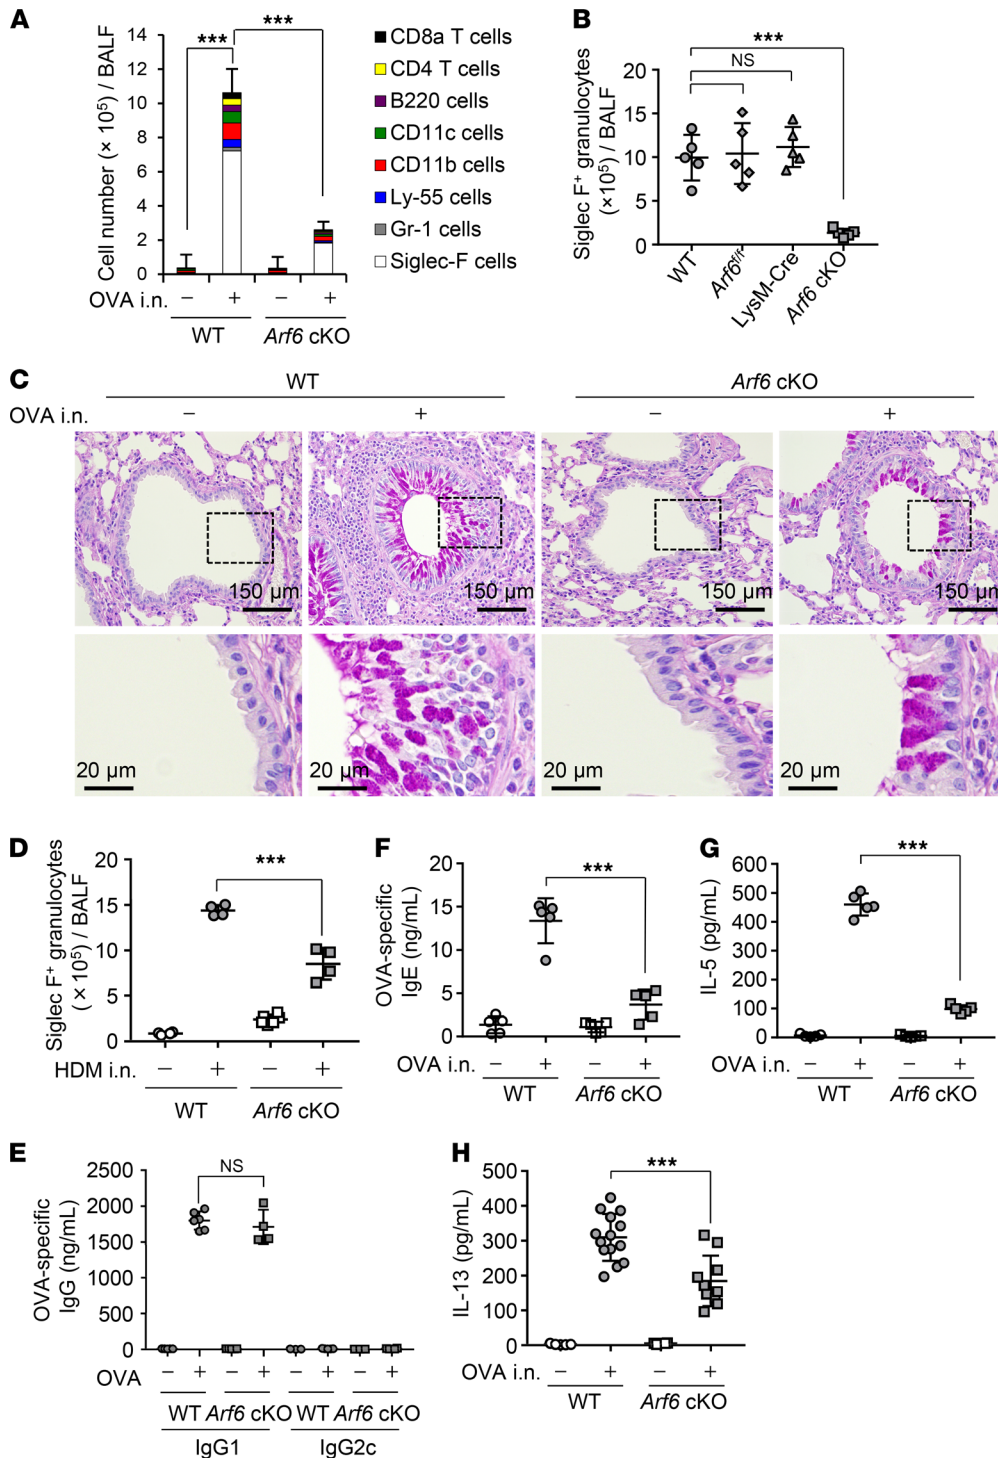 A
Cell number (× 10⁵) / BALF
14
12
10
8
6
4
2
0
***
***
OVA i.n.
− + − +
WT Arf6 cKO
CD8a T cells
CD4 T cells
B220 cells
CD11c cells
CD11b cells
Ly-55 cells
Gr-1 cells
Siglec-F cells
B
Siglec F⁺ granulocytes
(×10⁵) / BALF
20
15
10
5
0
***
NS
WT
Arf6f/f
LysM-Cre
Arf6 cKO
C
WT Arf6 cKO
OVA i.n. − + − +
150 µm 150 µm 150 µm 150 µm
20 µm 20 µm 20 µm 20 µm
D
Siglec F⁺ granulocytes
(×10⁵) / BALF
20
15
10
5
0
***
HDM i.n. − + − +
WT Arf6 cKO
F
OVA-specific
IgE (ng/mL)
20
15
10
5
0
***
OVA i.n. − + − +
WT Arf6 cKO
G
IL-5 (pg/mL)
600
500
400
300
200
100
0
***
OVA i.n. − + − +
WT Arf6 cKO
E
OVA-specific
IgG (ng/mL)
2500
2000
1500
1000
500
0
NS
OVA − + − + − + − +
WT Arf6 cKO WT Arf6 cKO
IgG1 IgG2c
H
IL-13 (pg/mL)
500
400
300
200
100
0
***
OVA i.n. − + − +
WT Arf6 cKO